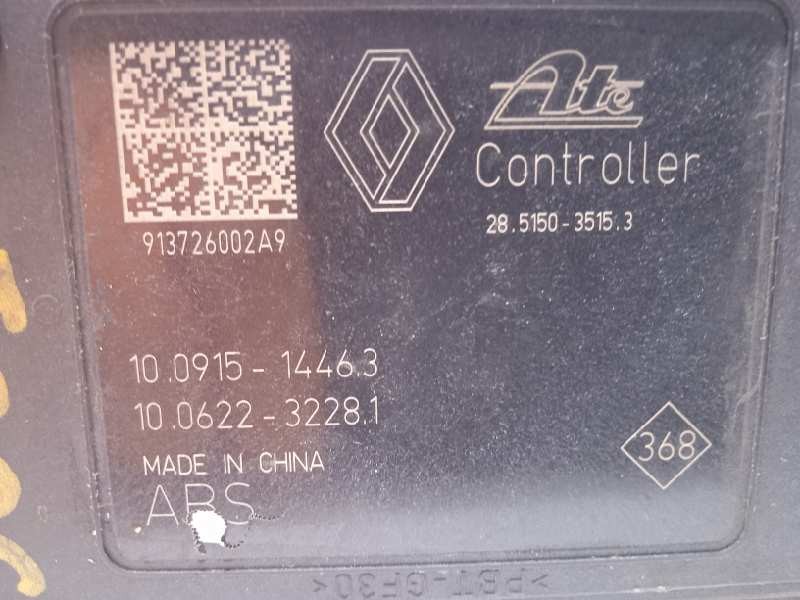 Ate
Controller
28.5150-3515.3
913726002A9
10.0915-1446.3
10.0622-3228.1
MADE IN CHINA
ABS
368
>PBT-GF30<